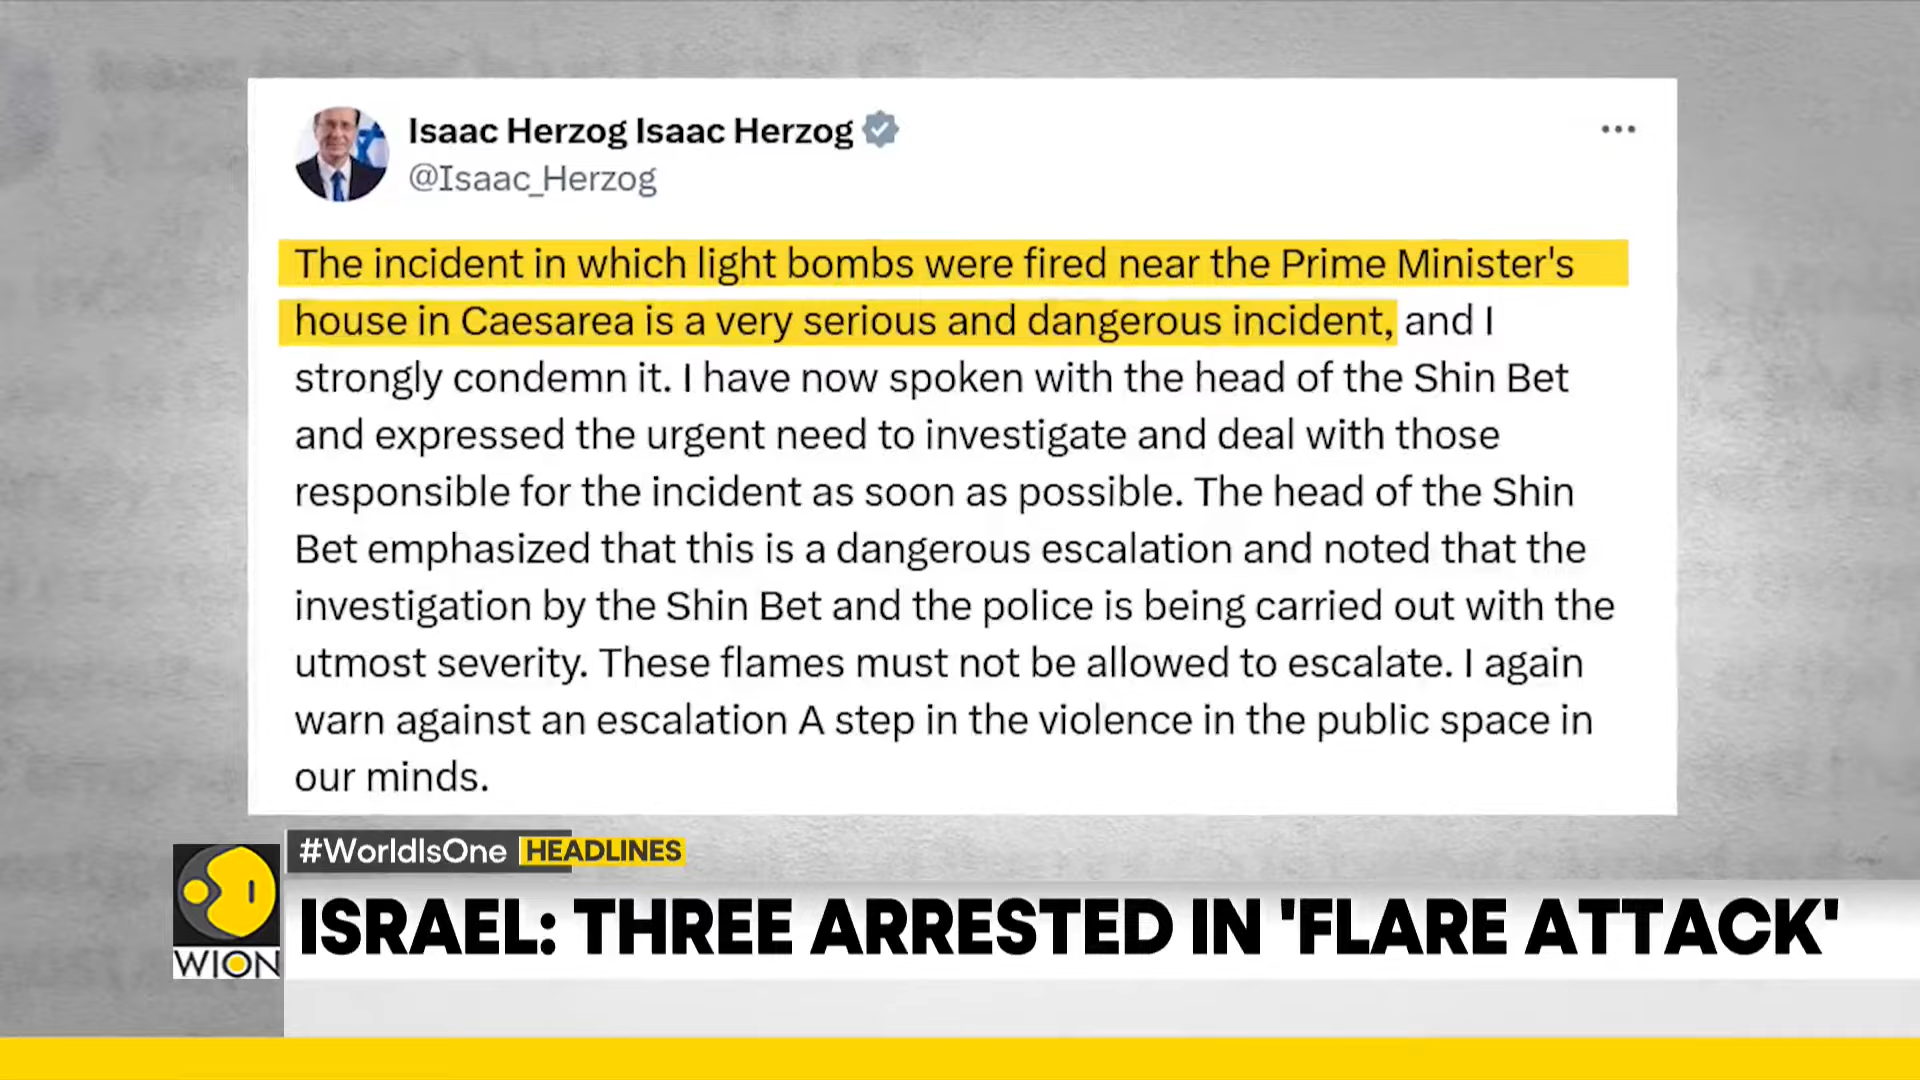 Isaac Herzog Isaac Herzog
@Isaac_Herzog
The incident in which light bombs were fired near the Prime Minister's
house in Caesarea is a very serious and dangerous incident, and I
strongly condemn it. I have now spoken with the head of the Shin Bet
and expressed the urgent need to investigate and deal with those
responsible for the incident as soon as possible. The head of the Shin
Bet emphasized that this is a dangerous escalation and noted that the
investigation by the Shin Bet and the police is being carried out with the
utmost severity. These flames must not be allowed to escalate. I again
warn against an escalation A step in the violence in the public space in
our minds.
#WorldIsOne HEADLINES
ISRAEL: THREE ARRESTED IN 'FLARE ATTACK'
WION